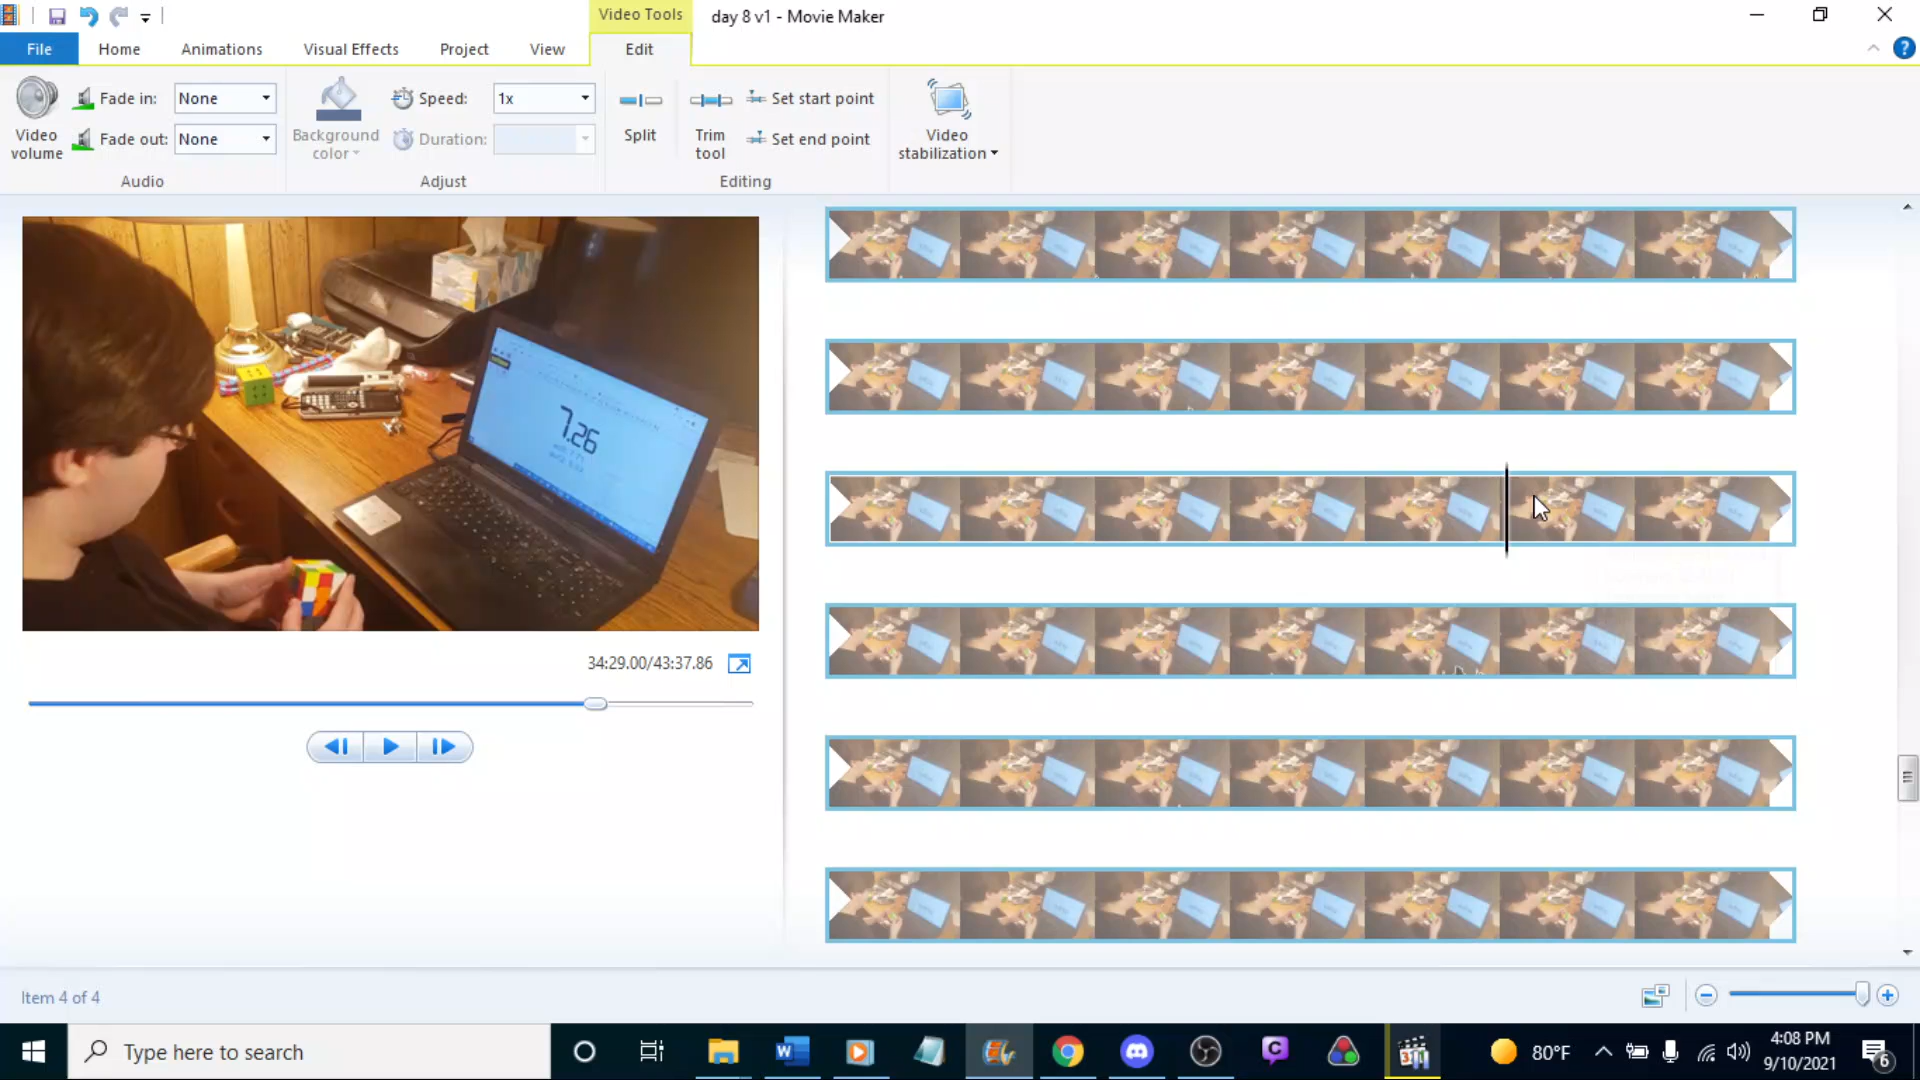 Video Tools
day 8 v1 - Movie Maker
File
Home
Animations
Visual Effects
Project
View
Edit
Video volume
Fade in: None
Fade out: None
Audio
Background color
Speed: 1x
Duration:
Adjust
Split
Trim tool
Set start point
Set end point
Editing
Video stabilization
7.26
34:29.00/43:37.86
Item 4 of 4
Type here to search
80°F
4:08 PM
9/10/2021
6